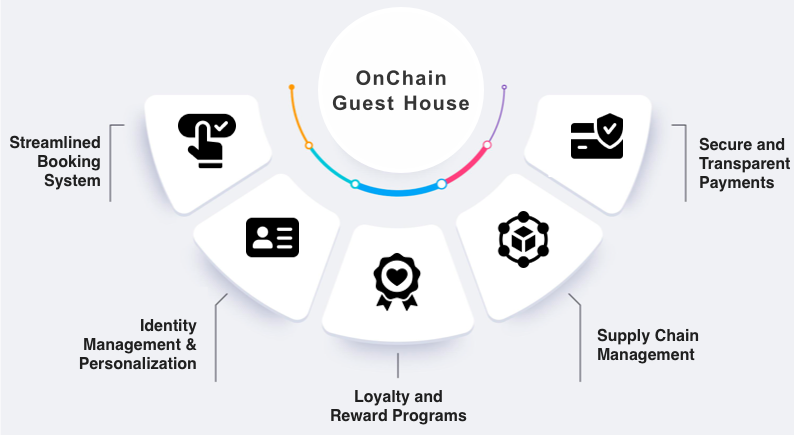 OnChain
Guest House
Streamlined
Booking
System
Identity
Management &
Personalization
Loyalty and
Reward Programs
Supply Chain
Management
Secure and
Transparent
Payments